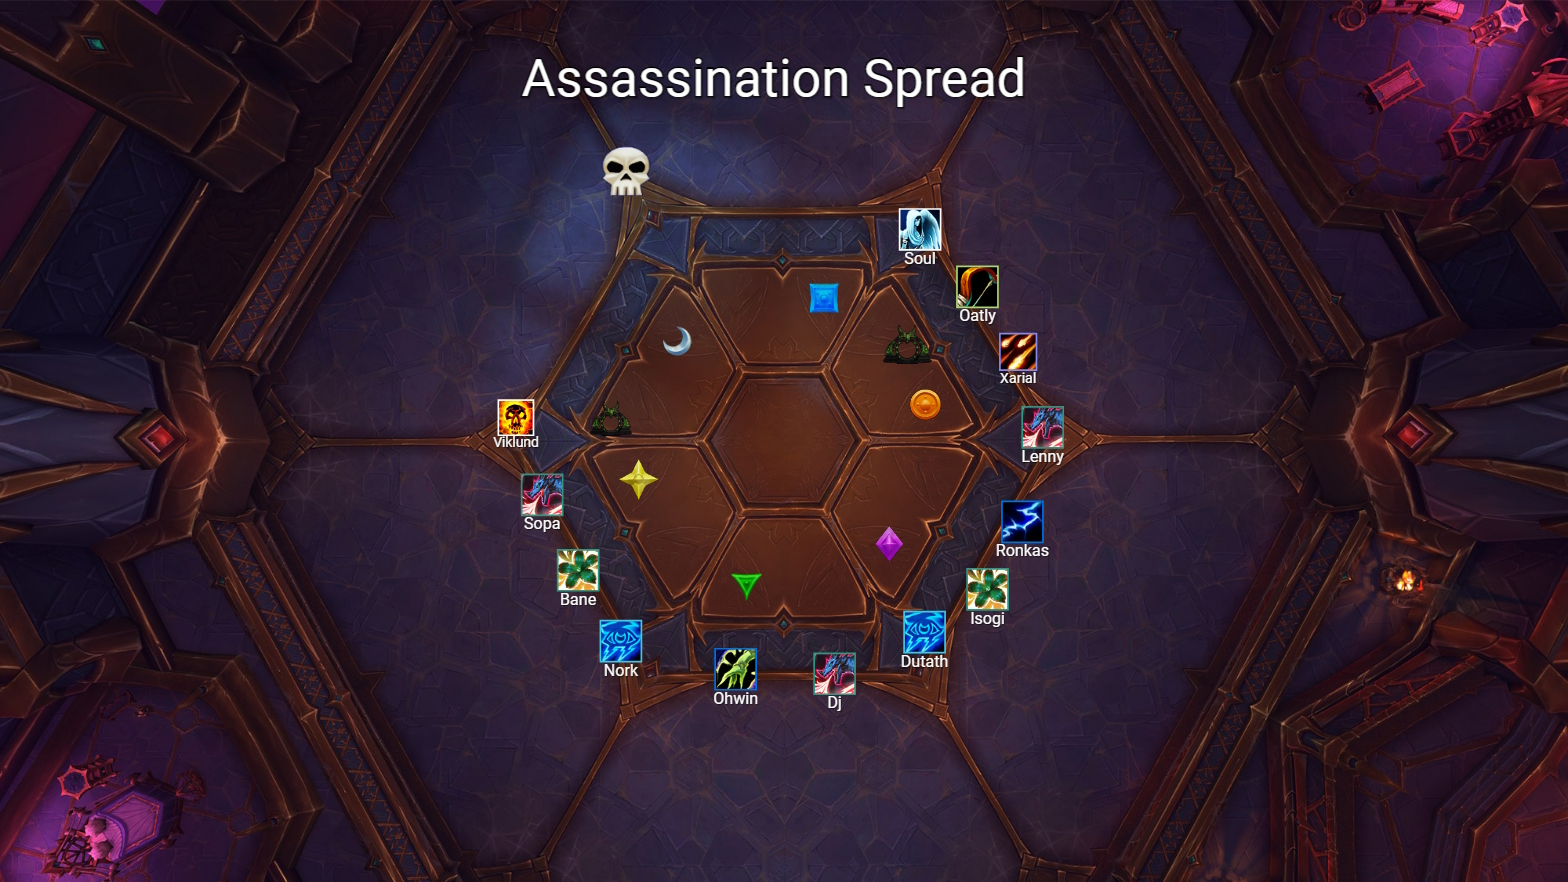 Assassination Spread
Soul
Oatly
Xarial
Viklund
Lenny
Sopa
Ronkas
Bane
Isogi
Nork
Dutath
Ohwin
Dj